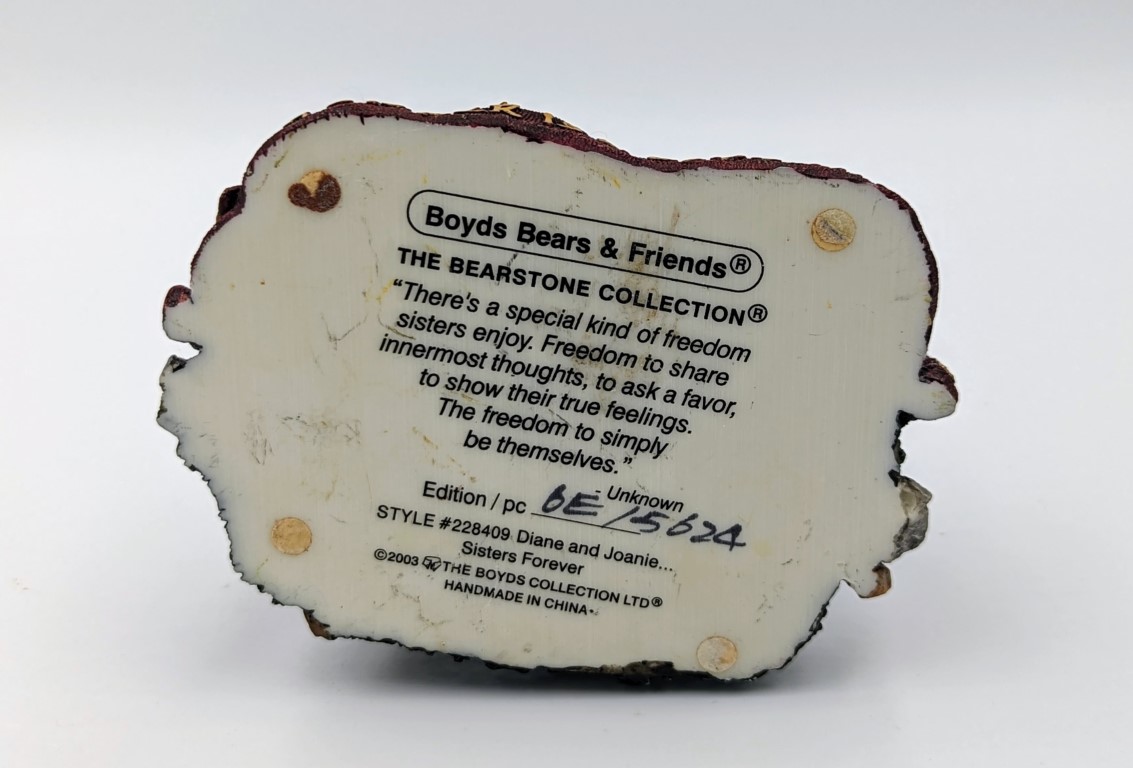 Boyds Bears & Friends®
THE BEARSTONE COLLECTION®
“There's a special kind of freedom
sisters enjoy. Freedom to share
innermost thoughts, to ask a favor,
to show their true feelings.
The freedom to simply
be themselves.”
- Unknown
Edition / pc 6E/5624
STYLE #228409 Diane and Joanie...
Sisters Forever
©2003 THE BOYDS COLLECTION LTD®
HANDMADE IN CHINA